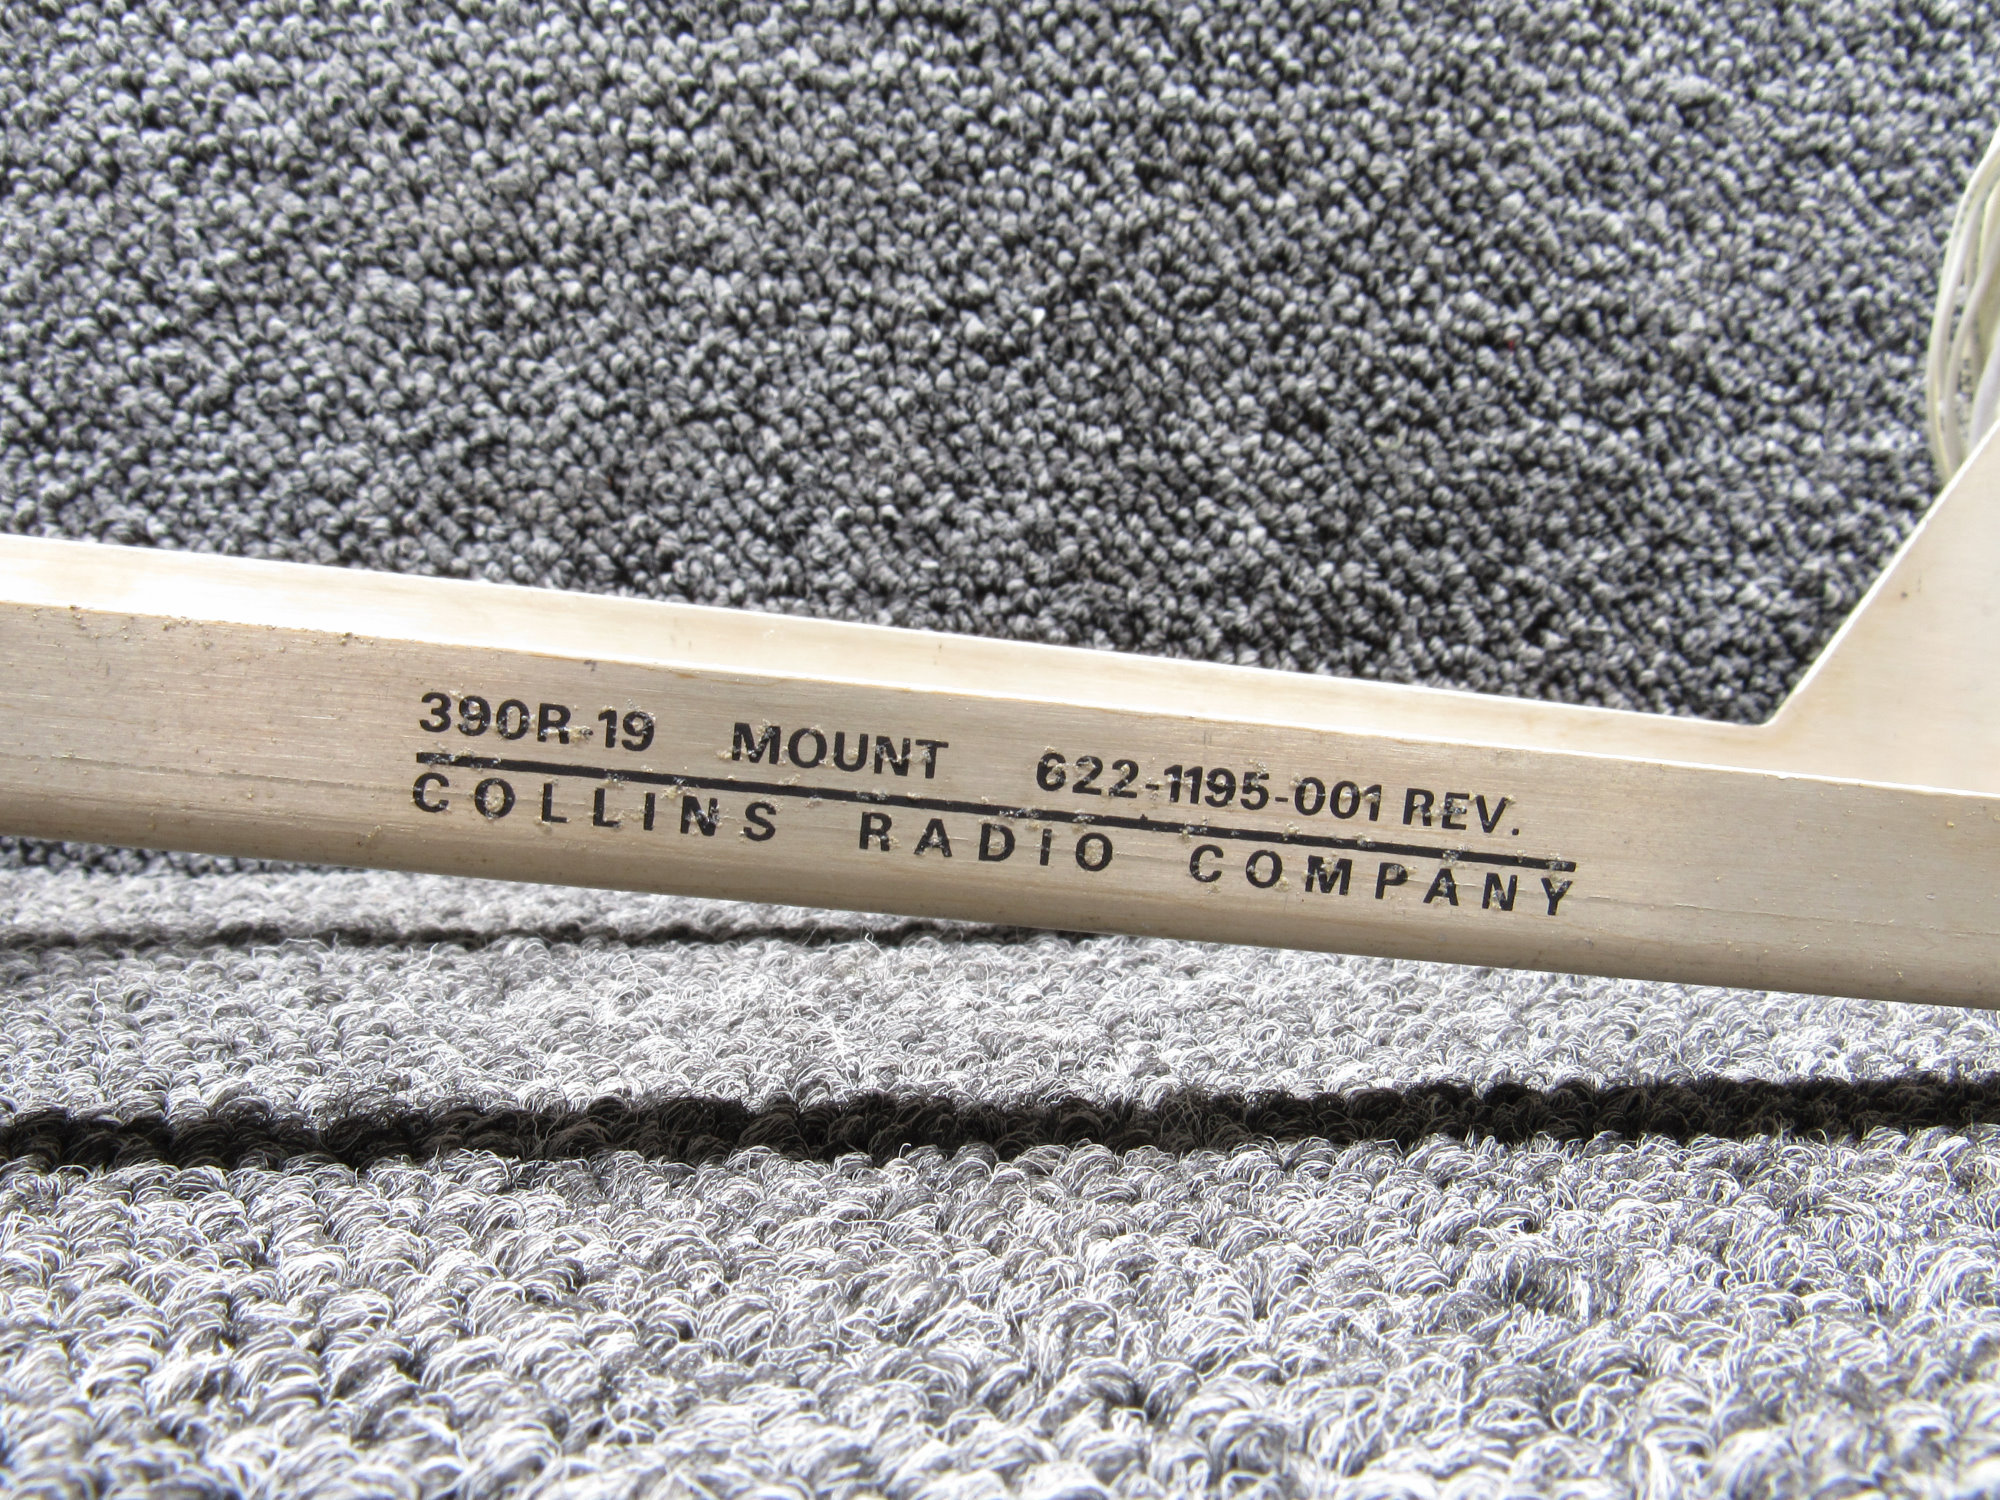 390R-19 MOUNT 622-1195-001 REV.
COLLINS RADIO COMPANY